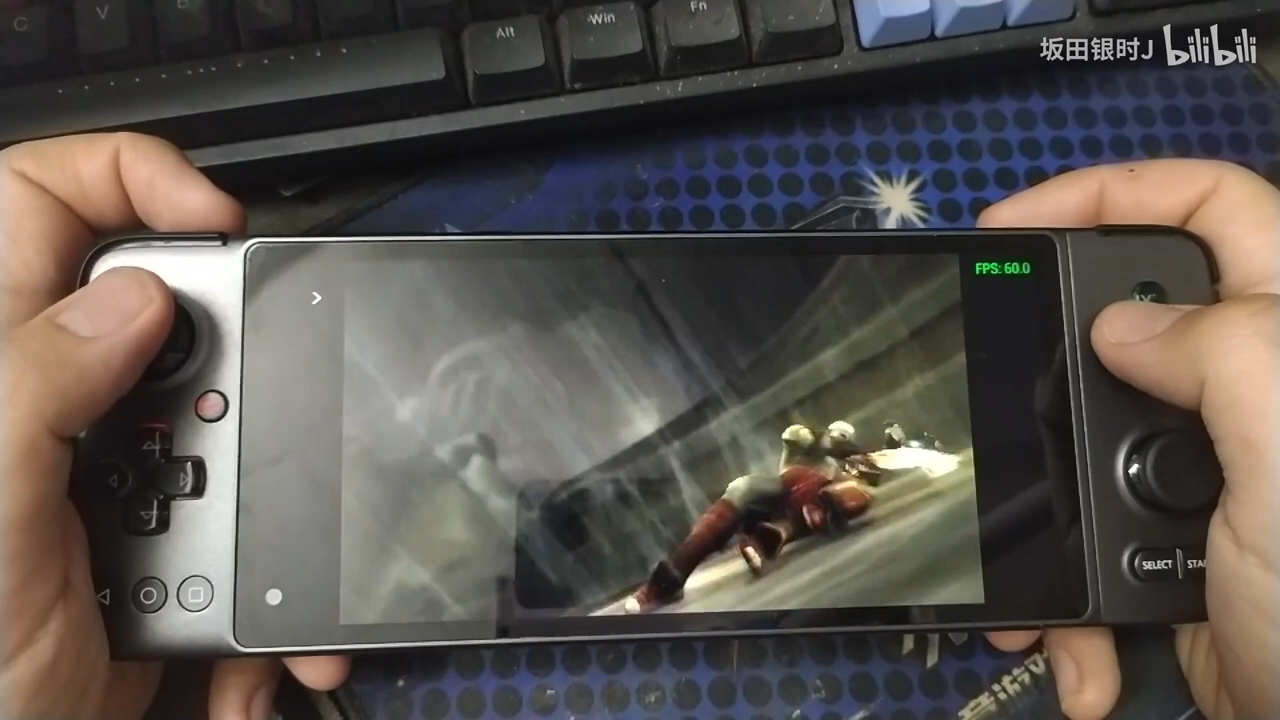 C
V
B
Alt
Win
Fn
坂田银时J bilibili
FPS: 60.0
SELECT